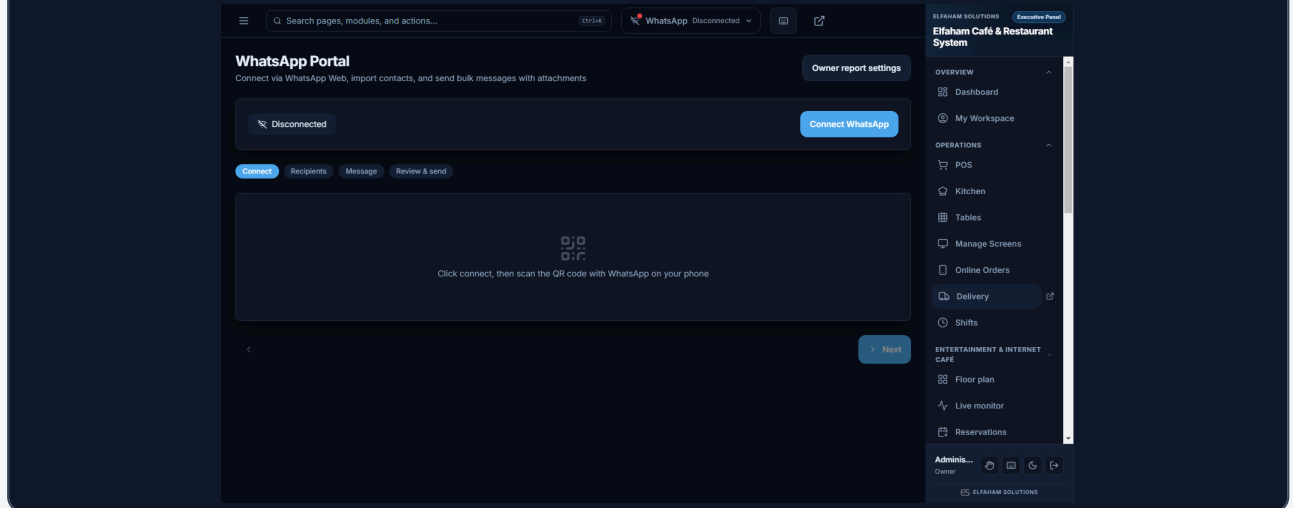 Search pages, modules, and actions...
Ctrl+K
WhatsApp Disconnected
WhatsApp Portal
Connect via WhatsApp Web, import contacts, and send bulk messages with attachments
Owner report settings
Disconnected
Connect WhatsApp
Connect
Recipients
Message
Review & send
Click connect, then scan the QR code with WhatsApp on your phone
Next
ELFAHAM SOLUTIONS
Executive Panel
Elfaham Café & Restaurant
System
OVERVIEW
Dashboard
My Workspace
OPERATIONS
POS
Kitchen
Tables
Manage Screens
Online Orders
Delivery
Shifts
ENTERTAINMENT & INTERNET
CAFÉ
Floor plan
Live monitor
Reservations
Adminis...
Owner
ES ELFAHAM SOLUTIONS